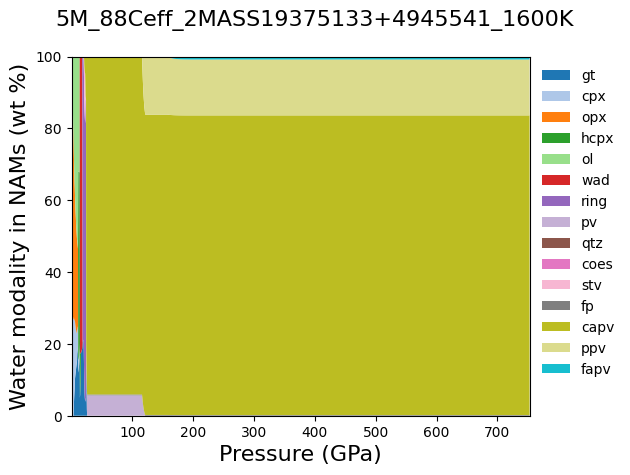 5M_88Ceff_2MASS19375133+4945541_1600K
Water modality in NAMs (wt %)
100
80
60
40
20
0
100
200
300
400
500
600
700
Pressure (GPa)
gt
cpx
opx
hcpx
ol
wad
ring
pv
qtz
coes
stv
fp
capv
ppv
fapv